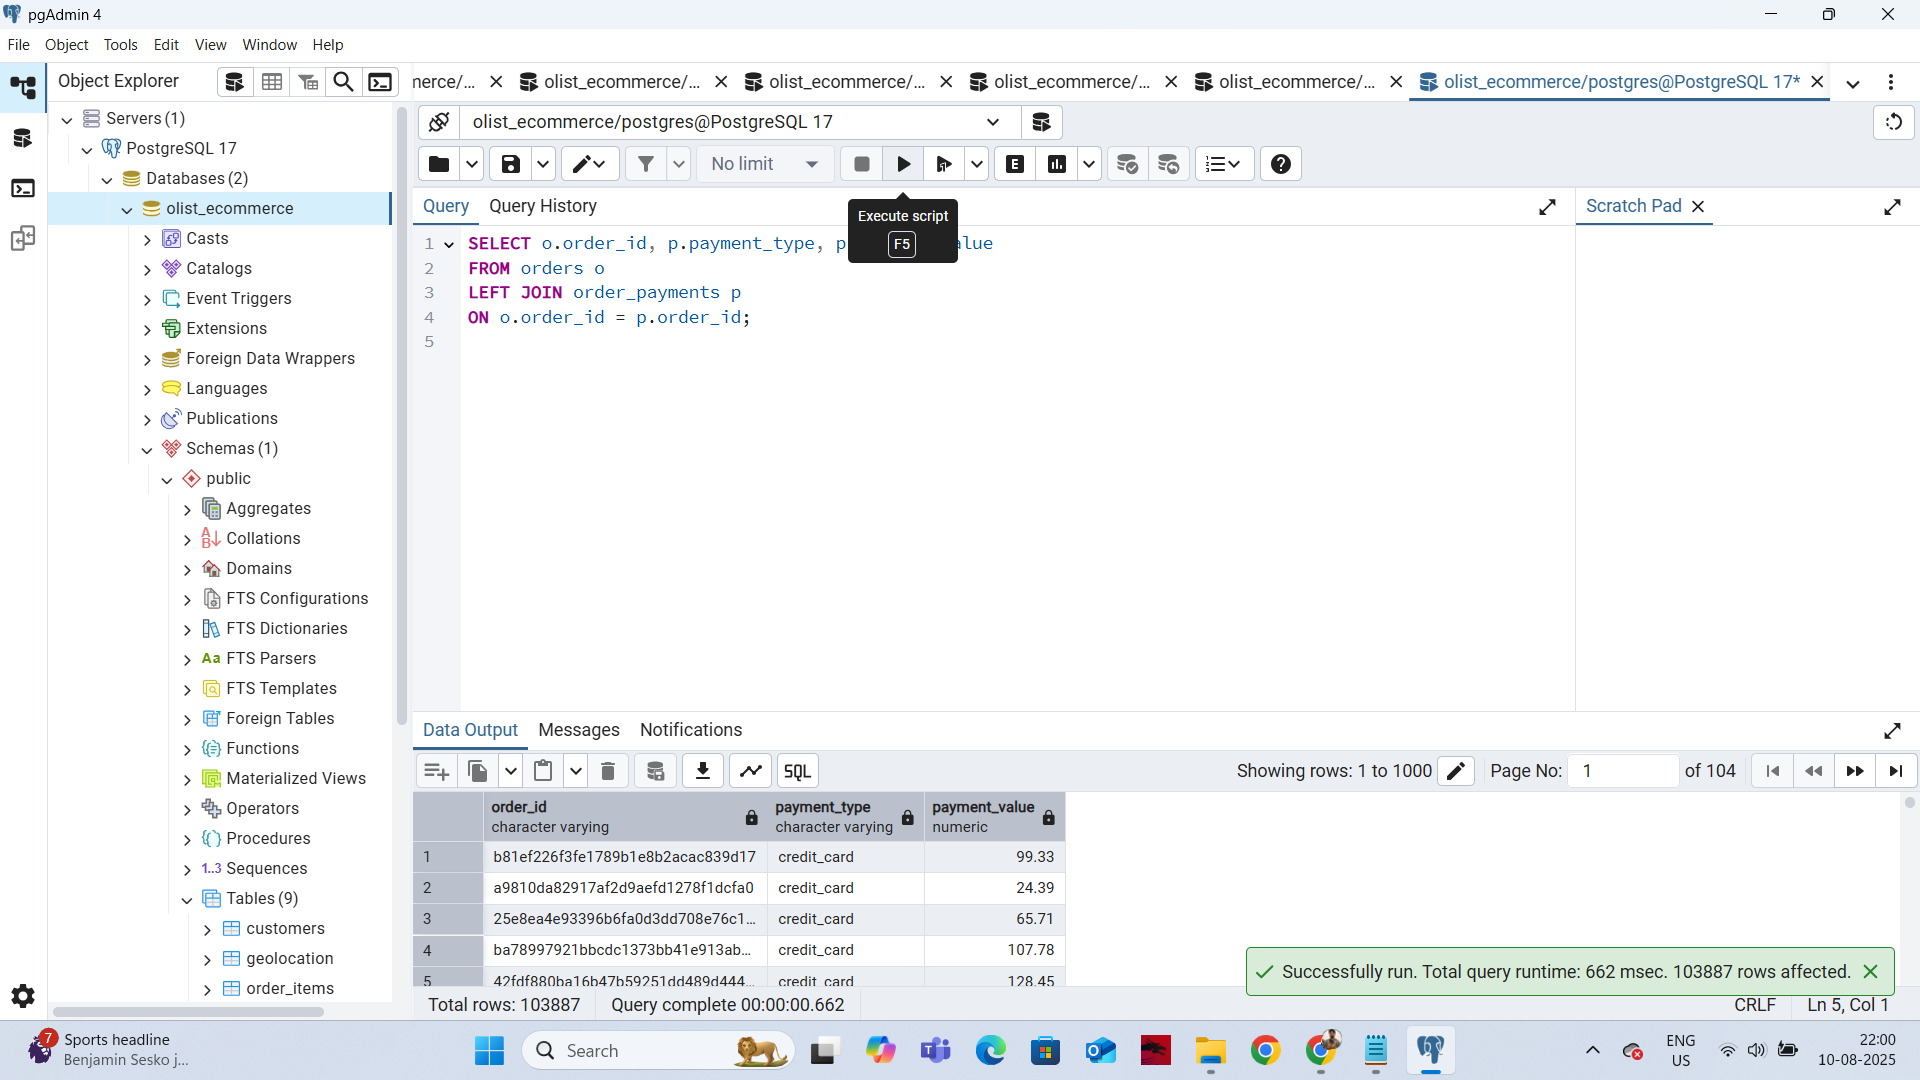 pgAdmin 4
File Object Tools Edit View Window Help
Object Explorer
nerce/...
olist_ecommerce/...
olist_ecommerce/...
olist_ecommerce/...
olist_ecommerce/...
olist_ecommerce/postgres@PostgreSQL 17*
Servers (1)
PostgreSQL 17
Databases (2)
olist_ecommerce
Casts
Catalogs
Event Triggers
Extensions
Foreign Data Wrappers
Languages
Publications
Schemas (1)
public
Aggregates
Collations
Domains
FTS Configurations
FTS Dictionaries
Aa FTS Parsers
FTS Templates
Foreign Tables
Functions
Materialized Views
Operators
Procedures
1..3 Sequences
Tables (9)
customers
geolocation
order_items
olist_ecommerce/postgres@PostgreSQL 17
No limit
E
Query Query History
Execute script
F5
Scratch Pad
1 SELECT o.order_id, p.payment_type, p lue
2 FROM orders o
3 LEFT JOIN order_payments p
4 ON o.order_id = p.order_id;
5
Data Output Messages Notifications
SQL
Showing rows: 1 to 1000 Page No: 1 of 104
order_id payment_type payment_value
character varying character varying numeric
1 b81ef226f3fe1789b1e8b2acac839d17 credit_card 99.33
2 a9810da82917af2d9aefd1278f1dcfa0 credit_card 24.39
3 25e8ea4e93396b6fa0d3dd708e76c1... credit_card 65.71
4 ba78997921bbcdc1373bb41e913ab... credit_card 107.78
5 42fdf880ba16b47b59251dd489d444... credit_card 128.45
Successfully run. Total query runtime: 662 msec. 103887 rows affected.
Total rows: 103887 Query complete 00:00:00.662 CRLF Ln 5, Col 1
7
Sports headline
Benjamin Sesko j...
Search
ENG
US
22:00
10-08-2025